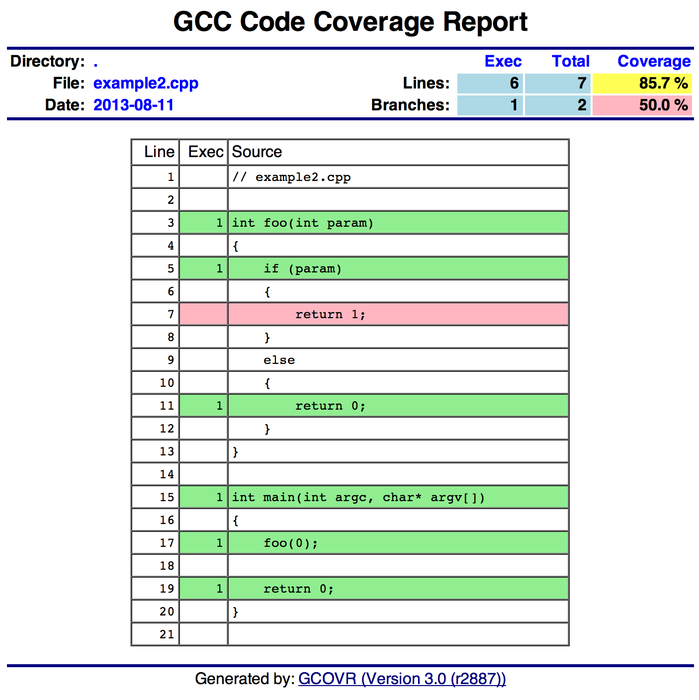 GCC Code Coverage Report
Directory: . Exec Total Coverage
File: example2.cpp Lines: 6 7 85.7 %
Date: 2013-08-11 Branches: 1 2 50.0 %
Line Exec Source
1 // example2.cpp
2
3 1 int foo(int param)
4 {
5 1 if (param)
6 {
7 return 1;
8 }
9 else
10 {
11 1 return 0;
12 }
13 }
14
15 1 int main(int argc, char* argv[])
16 {
17 1 foo(0);
18
19 1 return 0;
20 }
21
Generated by: GCOVR (Version 3.0 (r2887))